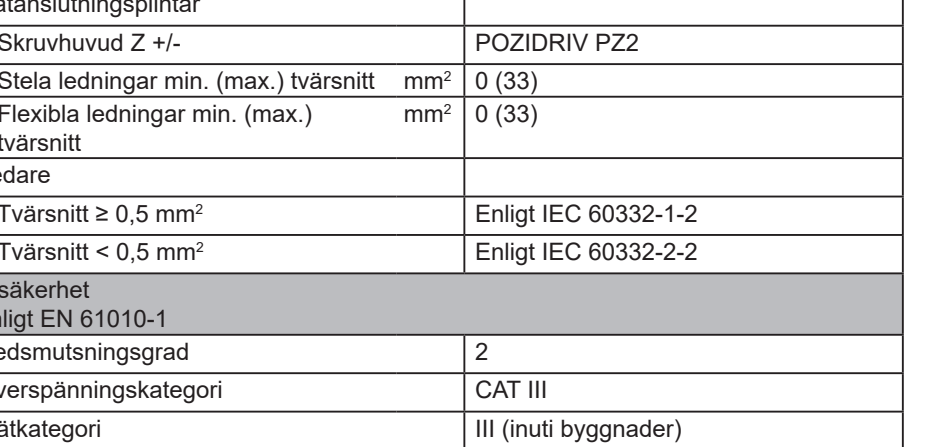 atanslutningsplintar
Skruvhuvud Z +/- POZIDRIV PZ2
Stela ledningar min. (max.) tvärsnitt mm² 0 (33)
Flexibla ledningar min. (max.) mm² 0 (33)
tvärsnitt
edare
Tvärsnitt ≥ 0,5 mm² Enligt IEC 60332-1-2
Tvärsnitt < 0,5 mm² Enligt IEC 60332-2-2
säkerhet
nligt EN 61010-1
edsmutsningsgrad 2
verspänningskategori CAT III
ätkategori III (inuti byggnader)